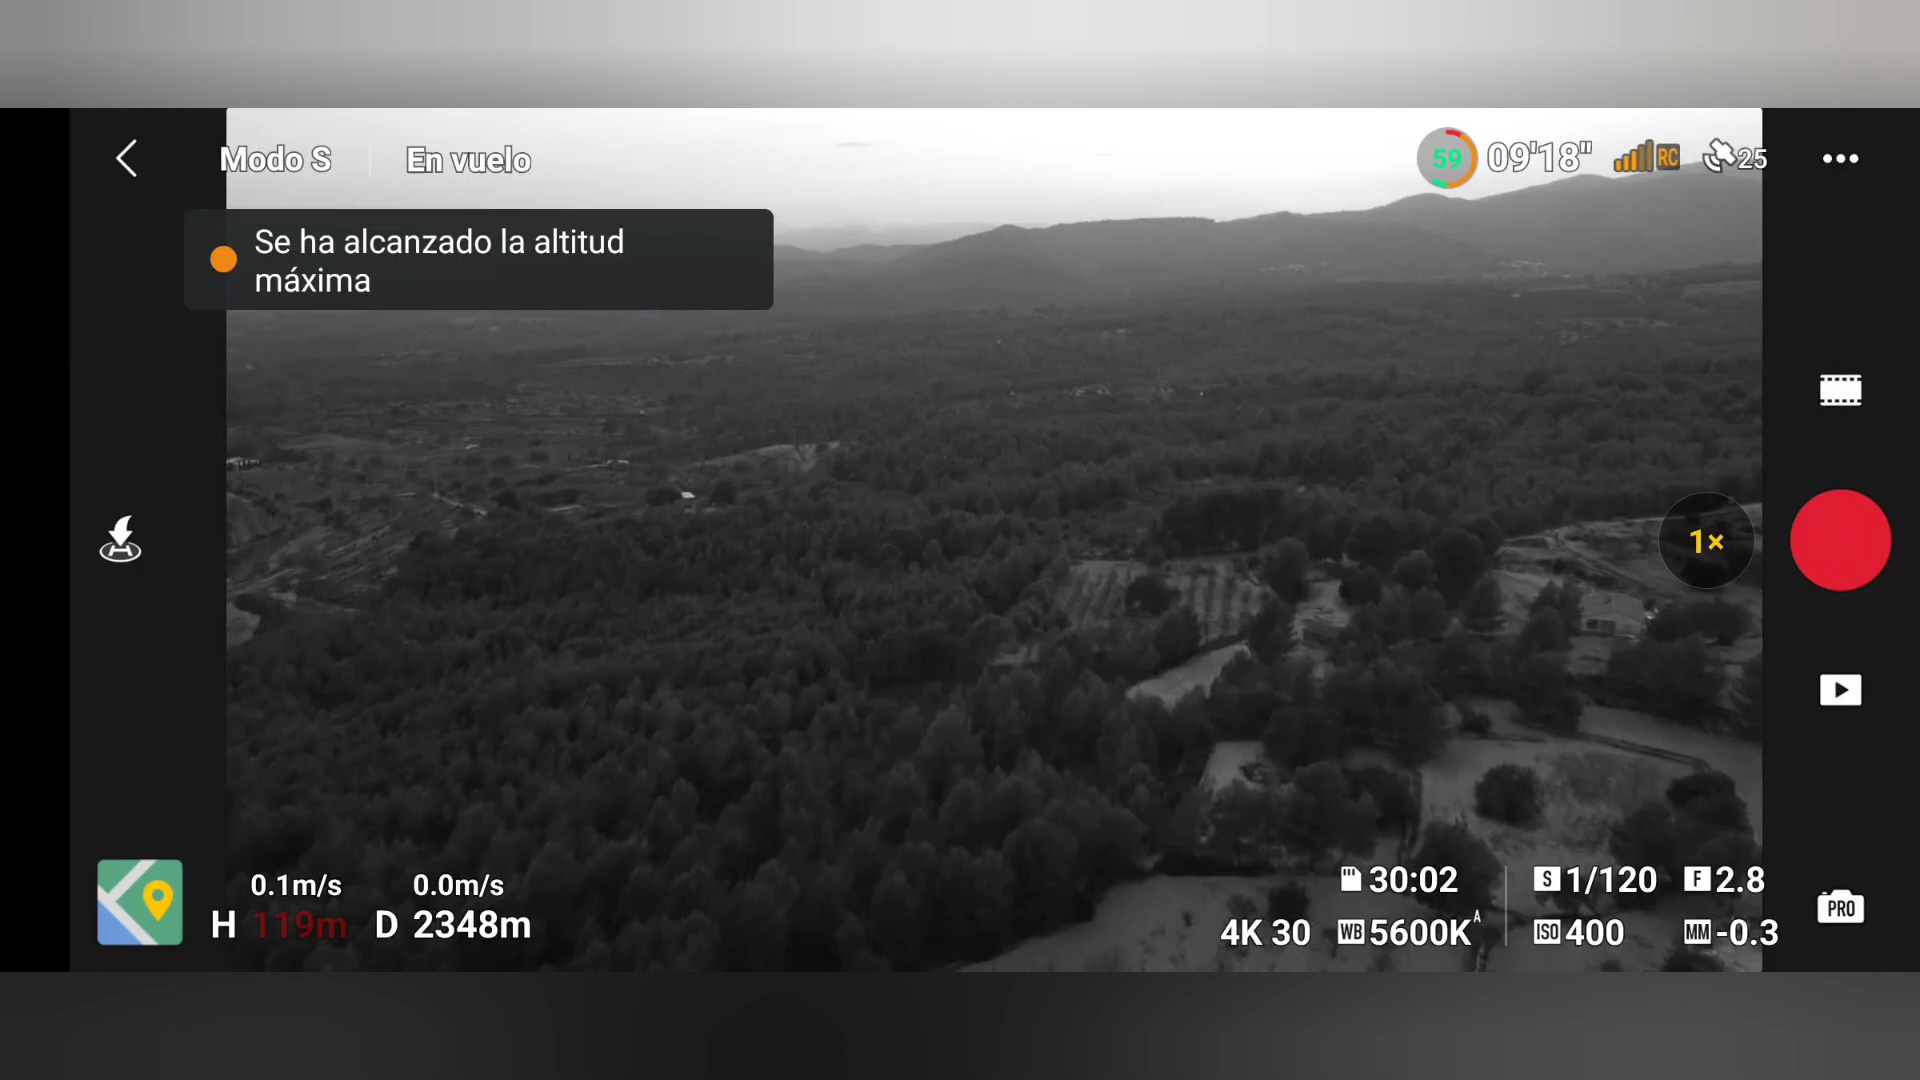 Modo S
En vuelo
59
09'18"
RC
25
Se ha alcanzado la altitud
máxima
1×
0.1m/s
0.0m/s
H 119m
D 2348m
30:02
S 1/120
F 2.8
4K 30
WB 5600K A
ISO 400
MM -0.3
PRO